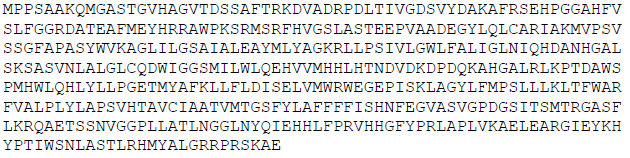 MPPSAAKQMGASTGVHAGVTDSSAFTRKDVADRPDLTIVGDSVYDAKAFRSEHPGGAHFV
SLFGGRDATEAFMEYHRRAWPKSRMSRFHVGSLASTEEPVAADEGYLQLCARIAKMVPSV
SSGFAPASYWVKAGLILGSAIALEAYMLYAGKRLLPSIVLGWLFALIGLNIQHDANHGAL
SKSASVNLALGLCQDWIGGSMILWLQEHVVMHHLHTNDVDKDPDQKAHGALRLKPTDAWS
PMHWLQHLYLLPGETMYAFKLLFLDISELVMWRWEGEPISKLAGYLFMPSLLLKLTFWAR
FVALPLYLAPSVHTAVCIAATVMTGSFYLAFFFFISHNFEGVASVGPDGSITSMTRGASF
LKRQAETSSNVGGPLLATLNGGLNYQIEHHLFPRVHHGFYPRLAPLVKAELEARGIEYKH
YPTIWSNLASTLRHMYALGRRPRSKAE